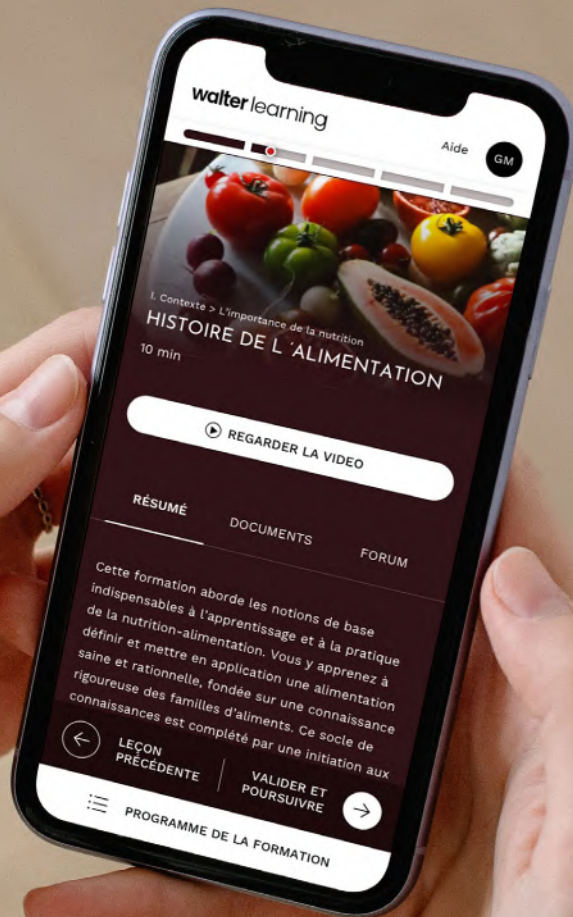 walter learning
Aide
GM
I. Contexte > L'importance de la nutrition
HISTOIRE DE L'ALIMENTATION
10 min
REGARDER LA VIDEO
RÉSUMÉ
DOCUMENTS
FORUM
Cette formation aborde les notions de base
indispensables à l'apprentissage et à la pratique
de la nutrition-alimentation. Vous y apprenez à
définir et mettre en application une alimentation
saine et rationnelle, fondée sur une connaissance
rigoureuse des familles d'aliments. Ce socle de
connaissances est complété par une initiation aux
LEÇON
PRÉCÉDENTE
VALIDER ET
POURSUIVRE
PROGRAMME DE LA FORMATION